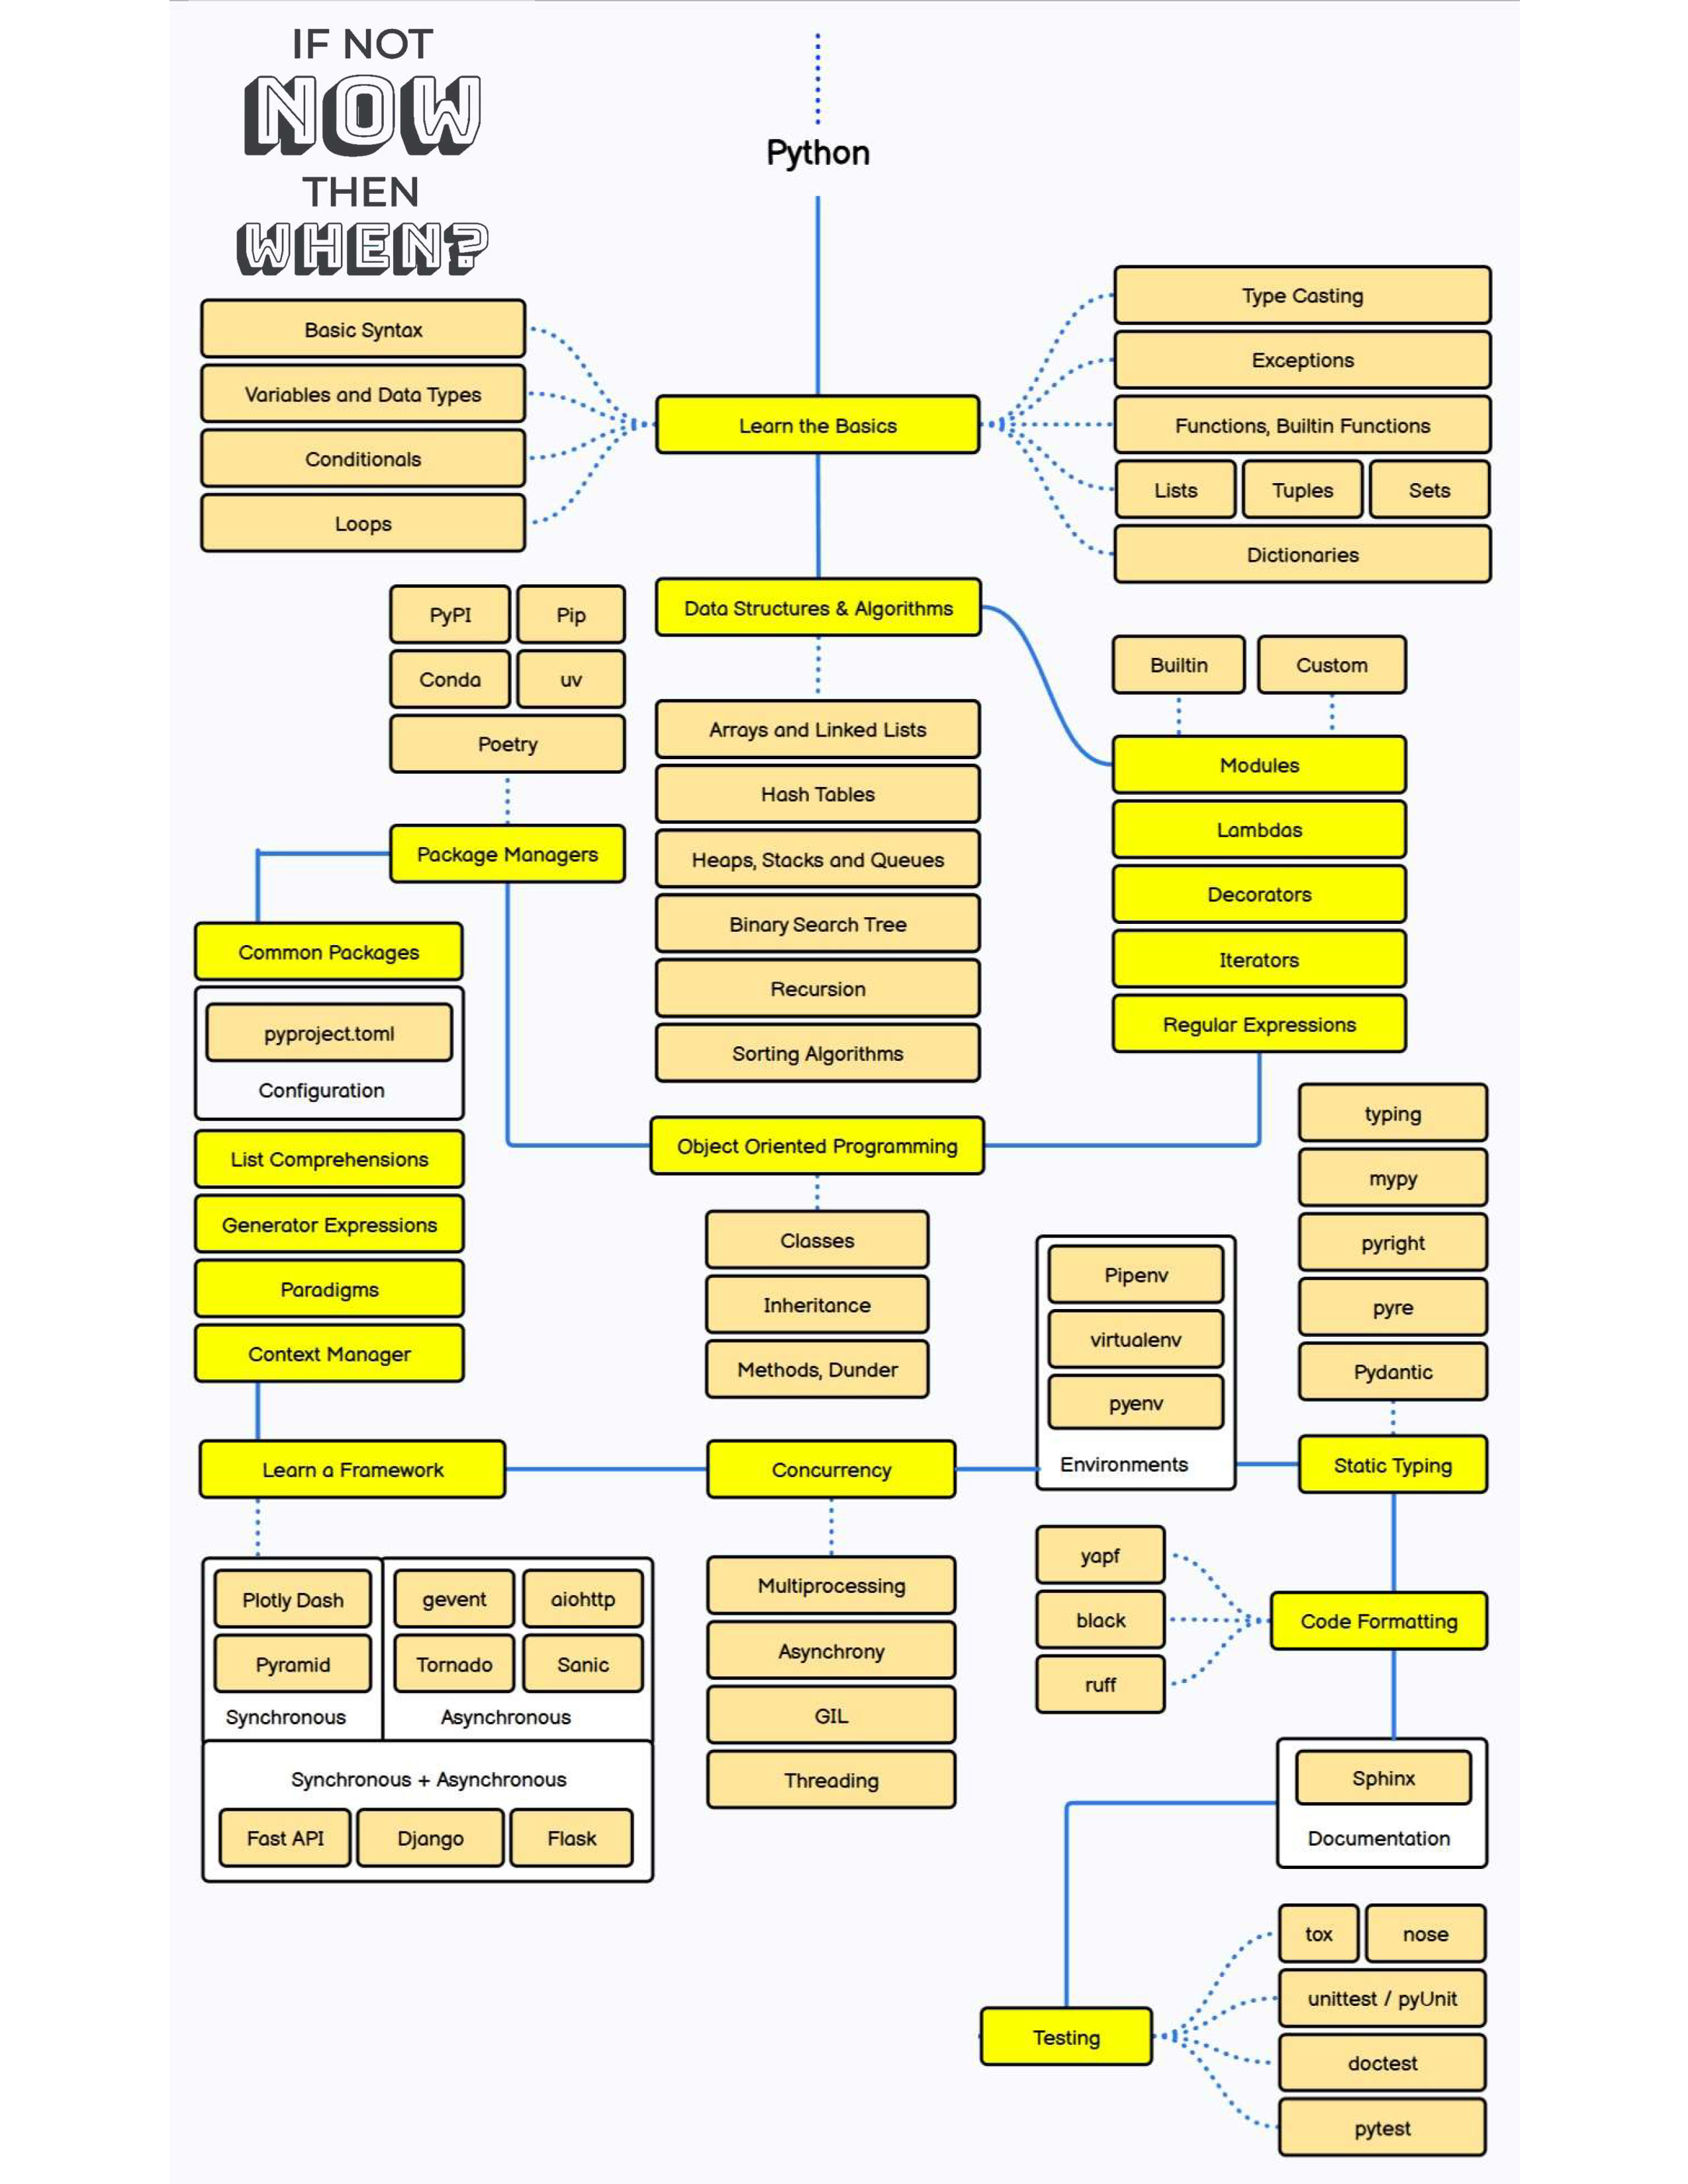 IF NOT
NOW
THEN
WHEN?
Python
Learn the Basics
Basic Syntax
Variables and Data Types
Conditionals
Loops
Type Casting
Exceptions
Functions, Builtin Functions
Lists
Tuples
Sets
Dictionaries
Data Structures & Algorithms
Arrays and Linked Lists
Hash Tables
Heaps, Stacks and Queues
Binary Search Tree
Recursion
Sorting Algorithms
Builtin
Custom
Modules
Lambdas
Decorators
Iterators
Regular Expressions
Object Oriented Programming
Classes
Inheritance
Methods, Dunder
PyPI
Pip
Conda
uv
Poetry
Package Managers
Common Packages
pyproject.toml
Configuration
List Comprehensions
Generator Expressions
Paradigms
Context Manager
Learn a Framework
Plotly Dash
Pyramid
Synchronous
gevent
aiohttp
Tornado
Sanic
Asynchronous
Synchronous + Asynchronous
Fast API
Django
Flask
Concurrency
Multiprocessing
Asynchrony
GIL
Threading
Pipenv
virtualenv
pyenv
Environments
typing
mypy
pyright
pyre
Pydantic
Static Typing
Code Formatting
yapf
black
ruff
Sphinx
Documentation
Testing
tox
nose
unittest / pyUnit
doctest
pytest